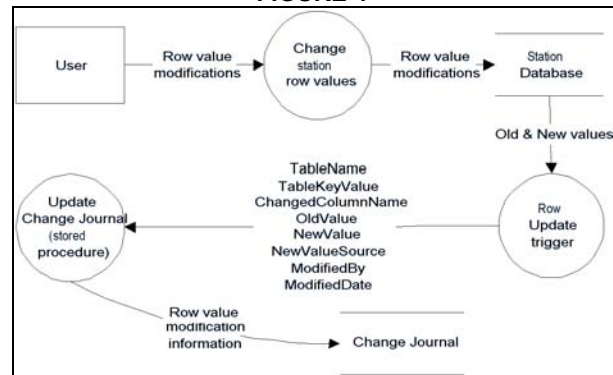 User
Row value
modifications
Change
station
row values
Row value
modifications
Station
Database
Old & New values
Row
Update
trigger
TableName
TableKeyValue
ChangedColumnName
OldValue
NewValue
NewValueSource
ModifiedBy
ModifiedDate
Update
Change Journal
(stored
procedure)
Row value
modification
information
Change Journal